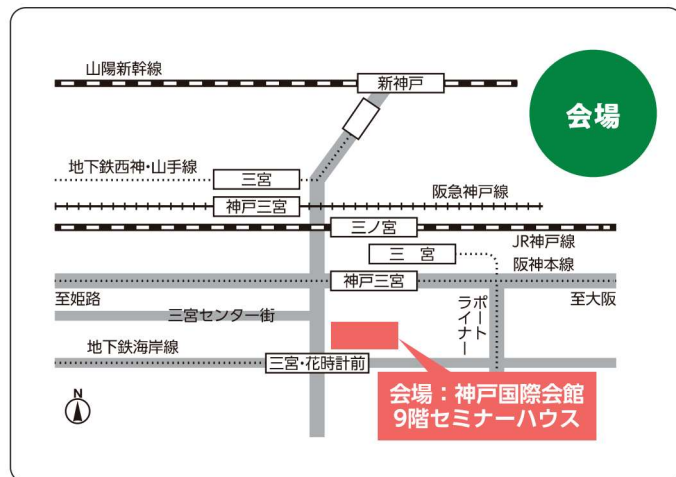 山陽新幹線
新神戸
会場
地下鉄西神・山手線
三宮
阪急神戸線
神戸三宮
三ノ宮
JR神戸線
三 宮
阪神本線
神戸三宮
至姫路
ポートライナー
至大阪
三宮センター街
地下鉄海岸線
三宮・花時計前
N
会場：神戸国際会館
9階セミナーハウス